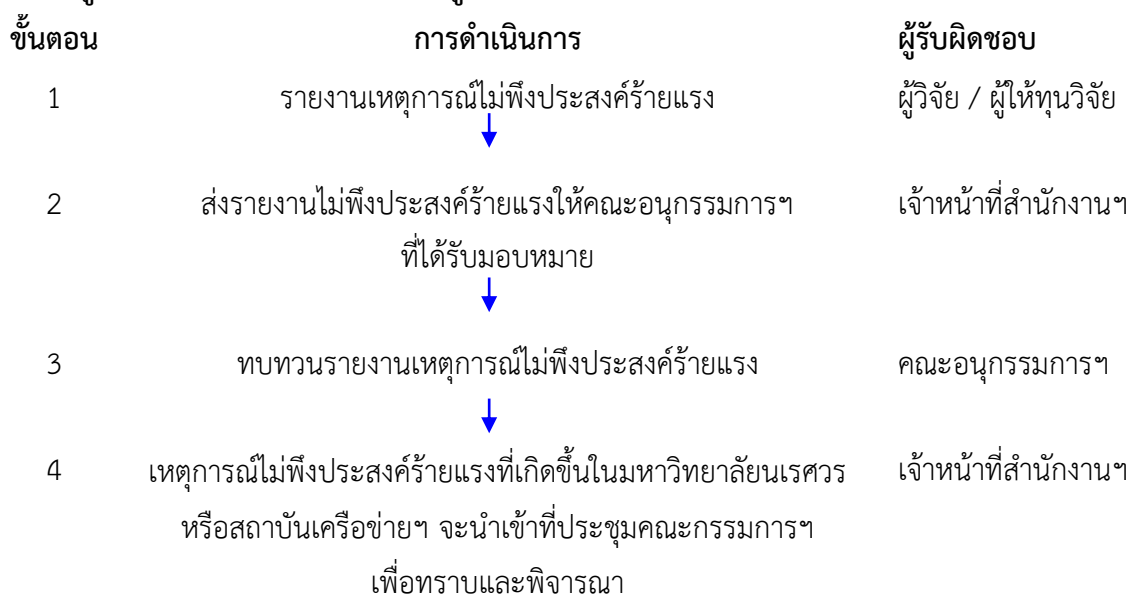 ขั้นตอน การดำเนินการ ผู้รับผิดชอบ
1 รายงานเหตุการณ์ไม่พึงประสงค์ร้ายแรง ผู้วิจัย / ผู้ให้ทุนวิจัย
2 ส่งรายงานไม่พึงประสงค์ร้ายแรงให้คณะอนุกรรมการฯ เจ้าหน้าที่สำนักงานฯ
ที่ได้รับมอบหมาย
3 ทบทวนรายงานเหตุการณ์ไม่พึงประสงค์ร้ายแรง คณะอนุกรรมการฯ
4 เหตุการณ์ไม่พึงประสงค์ร้ายแรงที่เกิดขึ้นในมหาวิทยาลัยนเรศวร เจ้าหน้าที่สำนักงานฯ
หรือสถาบันเครือข่ายฯ จะนำเข้าที่ประชุมคณะกรรมการฯ
เพื่อทราบและพิจารณา